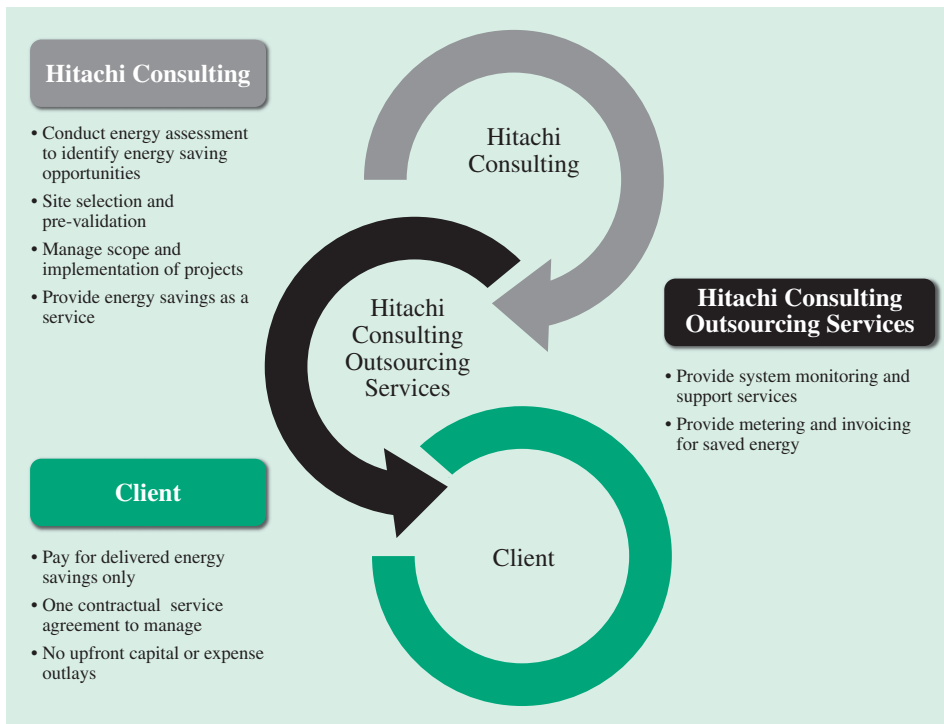 Hitachi Consulting
• Conduct energy assessment
to identify energy saving
opportunities
• Site selection and
pre-validation
• Manage scope and
implementation of projects
• Provide energy savings as a
service
Hitachi
Consulting
Hitachi
Consulting
Outsourcing
Services
Hitachi Consulting
Outsourcing Services
• Provide system monitoring and
support services
• Provide metering and invoicing
for saved energy
Client
• Pay for delivered energy
savings only
• One contractual service
agreement to manage
• No upfront capital or expense
outlays
Client